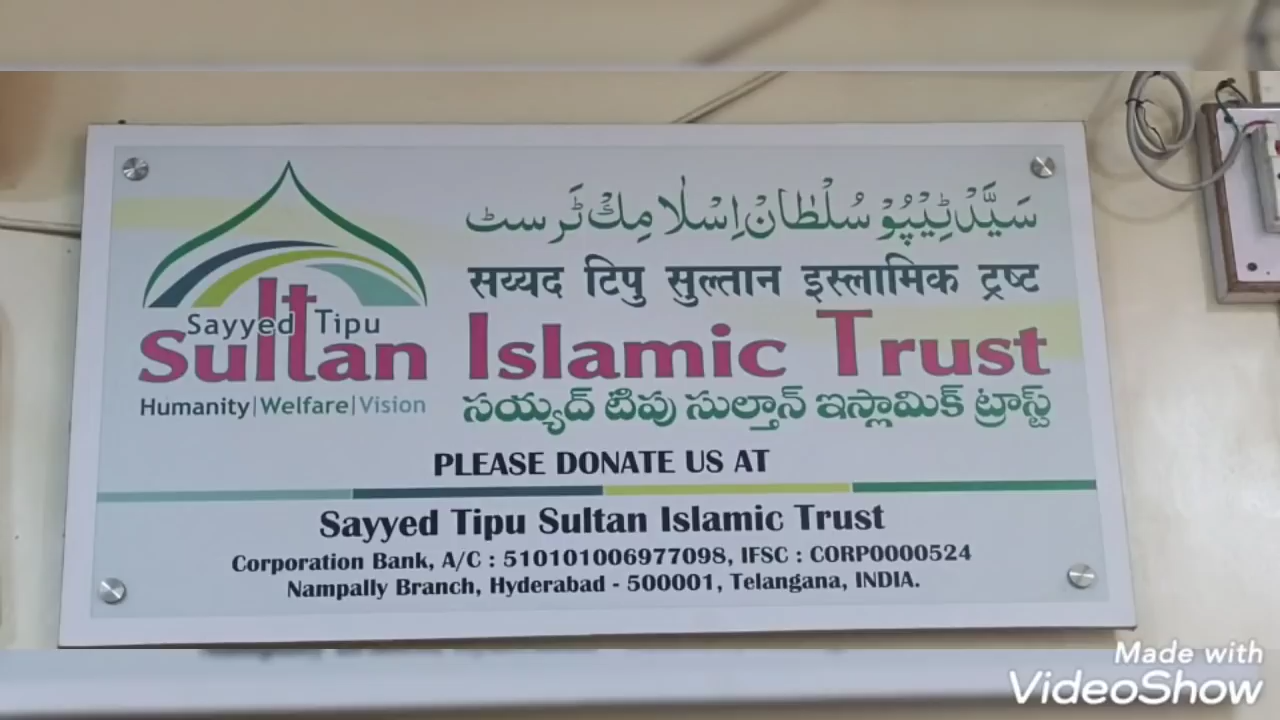 سَیَّدْ ٹِیْپُوْ سُلْطَانْ اِسْلَامِکْ ٹَرسٹ
सय्यद टिपु सुल्तान इस्लामिक ट्रष्ट
Sayyed Tipu
Sultan Islamic Trust
Humanity|Welfare|Vision
సయ్యద్ టిపు సుల్తాన్ ఇస్లామిక్ ట్రాస్ట్
PLEASE DONATE US AT
Sayyed Tipu Sultan Islamic Trust
Corporation Bank, A/C : 510101006977098, IFSC : CORP0000524
Nampally Branch, Hyderabad - 500001, Telangana, INDIA.
Made with
VideoShow